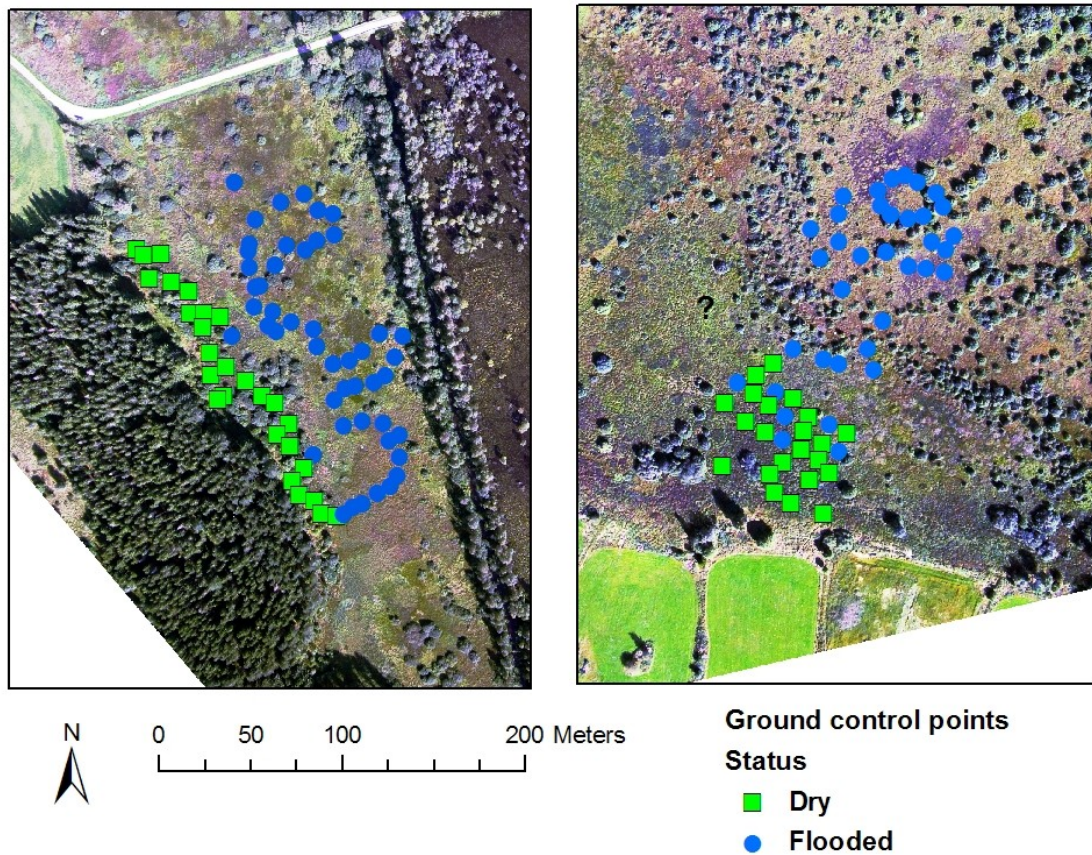 ?
N
0 50 100 200 Meters
Ground control points
Status
Dry
Flooded